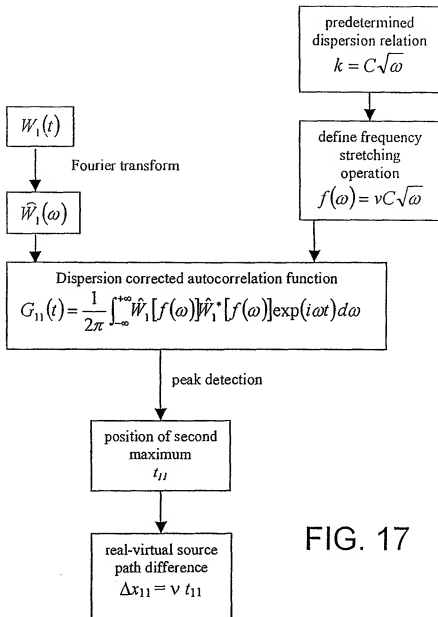 predetermined
dispersion relation
k = C√ω
W₁(t)
Fourier transform
Ŵ₁(ω)
define frequency
stretching
operation
f(ω) = νC√ω
Dispersion corrected autocorrelation function
G₁₁(t) = 1/2π ∫₋∞⁺∞ Ŵ₁[f(ω)]Ŵ₁*[f(ω)]exp(iωt)dω
peak detection
position of second
maximum
t₁₁
real-virtual source
path difference
Δx₁₁ = ν t₁₁
FIG. 17